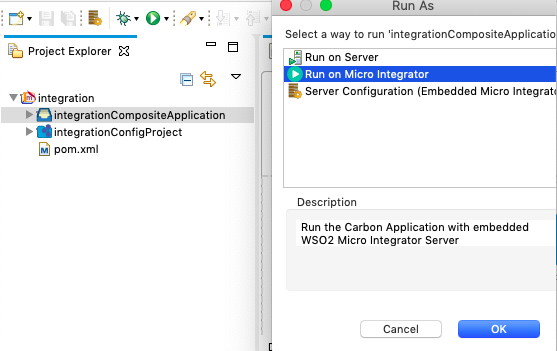 Run As
Project Explorer
Select a way to run 'integrationCompositeApplicatio
Run on Server
Run on Micro Integrator
Server Configuration (Embedded Micro Integrat
integration
integrationCompositeApplication
integrationConfigProject
pom.xml
Description
Run the Carbon Application with embedded
WSO2 Micro Integrator Server
Cancel
OK